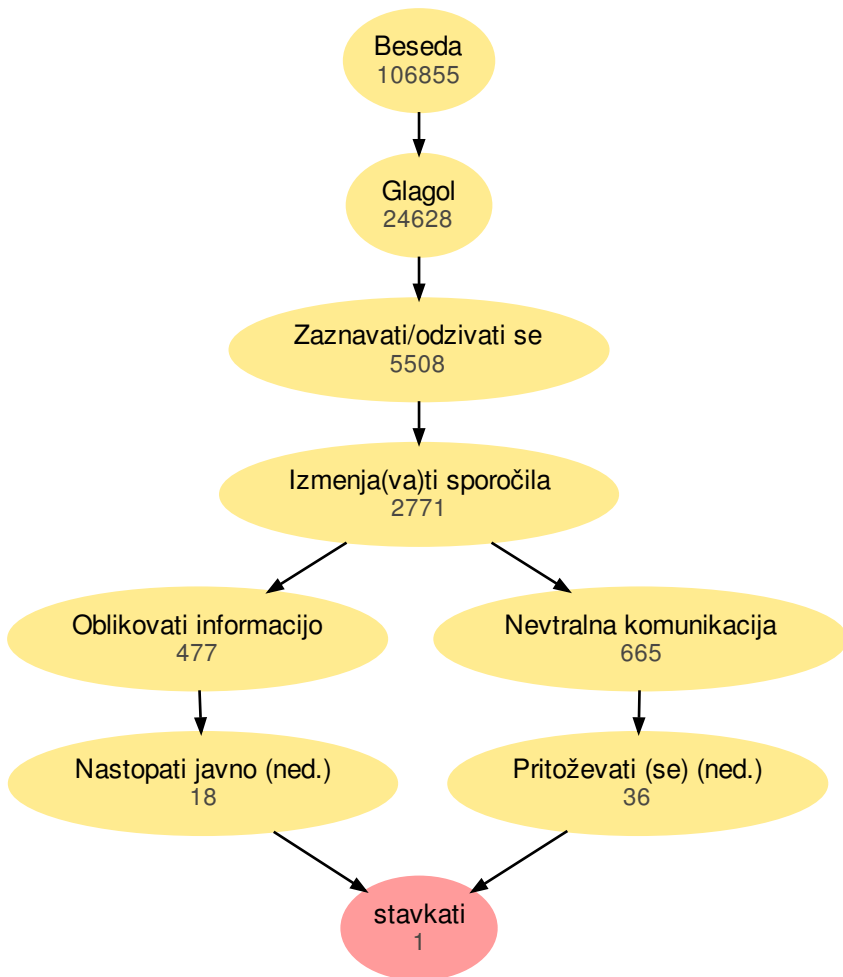 Beseda
106855
Glagol
24628
Zaznavati/odzivati se
5508
Izmenja(va)ti sporočila
2771
Oblikovati informacijo
477
Nevtralna komunikacija
665
Nastopati javno (ned.)
18
Pritoževati (se) (ned.)
36
stavkati
1